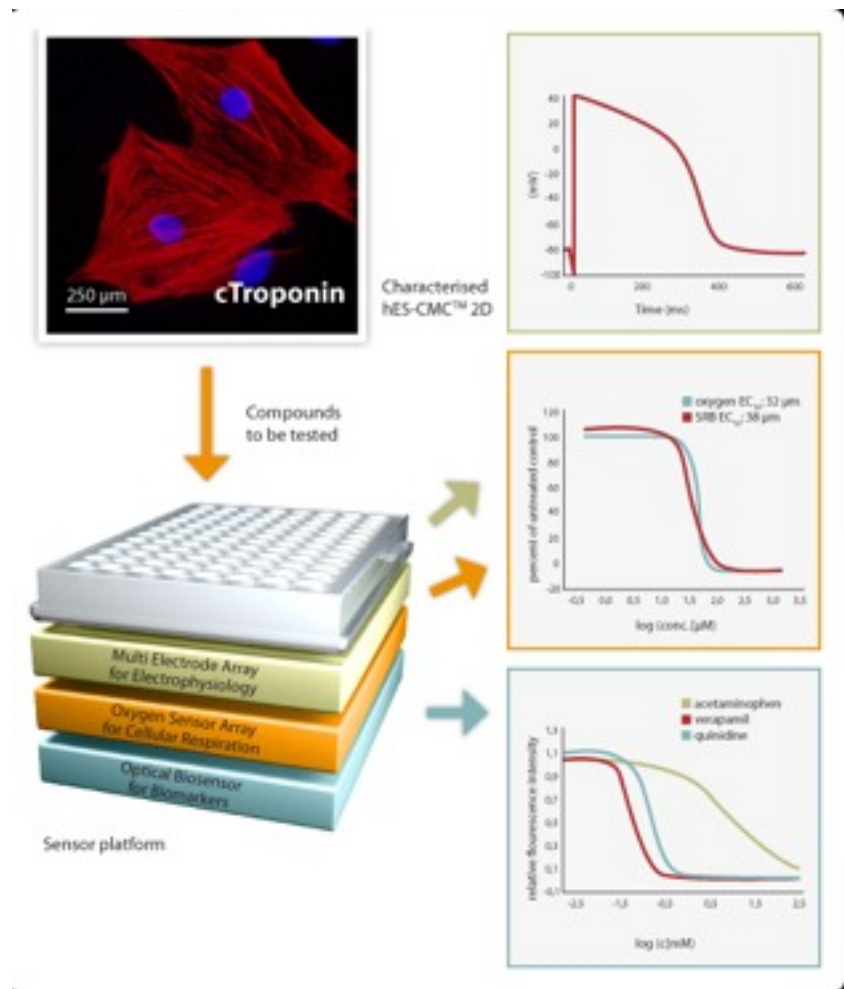 250 µm
cTroponin
Characterised
hES-CMC™ 2D
Compounds
to be tested
Multi Electrode Array
for Electrophysiology
Oxygen Sensor Array
for Cellular Respiration
Optical Biosensor
for Biomarkers
Sensor platform
40
20
0
-20
-40
-60
-80
-100
(mV)
0 200 400 600
Time (ms)
oxygen EC50: 32 µm
SRB EC50: 38 µm
120
100
80
60
40
20
0
-20
percent of untreated control
-0,5 0,0 0,5 1,0 1,5 2,0 2,5 3,0 3,5
log (conc.[µM)
acetaminophen
verapamil
quinidine
1,3
1,1
0,9
0,7
0,5
0,3
0,1
-0,1
relative flourescence intensity
-2,5 -1,5 -0,5 0,5 1,5 2,5
log (c)mM)